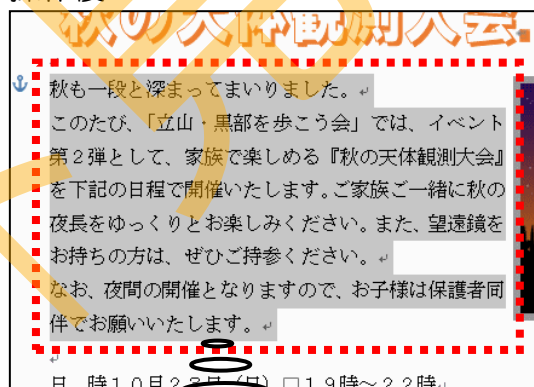 秋の天体観測大会
秋も一段と深まってまいりました。
このたび、「立山・黒部を歩こう会」では、イベント
第2弾として、家族で楽しめる『秋の天体観測大会』
を下記の日程で開催いたします。ご家族ご一緒に秋の
夜長をゆっくりとお楽しみください。また、望遠鏡を
お持ちの方は、ぜひご持参ください。
なお、夜間の開催となりますので、お子様は保護者同
伴でお願いいたします。
日 時10月23日(日)□19時~22時